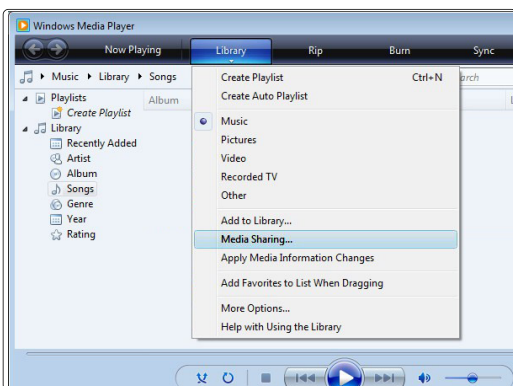 Windows Media Player
Now Playing Library Rip Burn Sync
Music Library Songs
Playlists
Create Playlist
Library
Recently Added
Artist
Album
Songs
Genre
Year
Rating
Album
Create Playlist Ctrl+N
Create Auto Playlist
Music
Pictures
Video
Recorded TV
Other
Add to Library...
Media Sharing...
Apply Media Information Changes
Add Favorites to List When Dragging
More Options...
Help with Using the Library